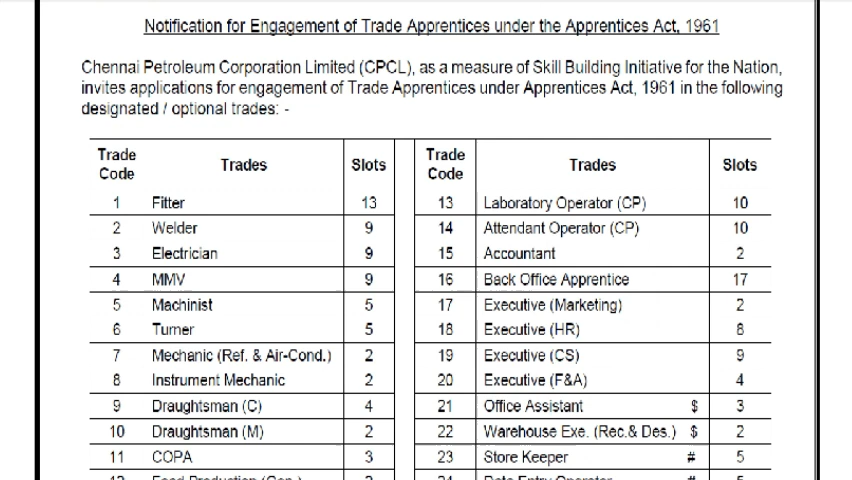 Notification for Engagement of Trade Apprentices under the Apprentices Act, 1961
Chennai Petroleum Corporation Limited (CPCL), as a measure of Skill Building Initiative for the Nation,
invites applications for engagement of Trade Apprentices under Apprentices Act, 1961 in the following
designated / optional trades: -
Trade Code Trades Slots Trade Code Trades Slots
1 Fitter 13 13 Laboratory Operator (CP) 10
2 Welder 9 14 Attendant Operator (CP) 10
3 Electrician 9 15 Accountant 2
4 MMV 9 16 Back Office Apprentice 17
5 Machinist 5 17 Executive (Marketing) 2
6 Turner 5 18 Executive (HR) 8
7 Mechanic (Ref. & Air-Cond.) 2 19 Executive (CS) 9
8 Instrument Mechanic 2 20 Executive (F&A) 4
9 Draughtsman (C) 4 21 Office Assistant $ 3
10 Draughtsman (M) 2 22 Warehouse Exe. (Rec.& Des.) $ 2
11 COPA 3 23 Store Keeper # 5